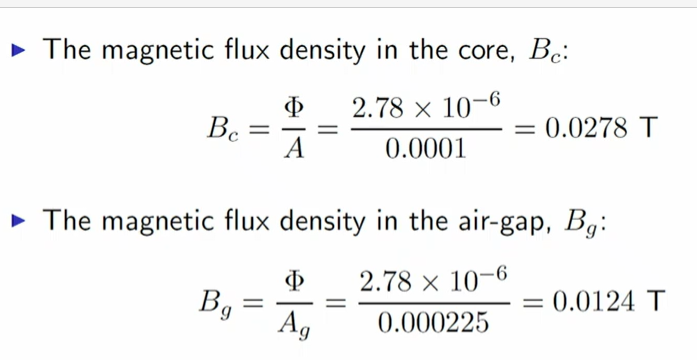 ▶ The magnetic flux density in the core, B_c:
B_c = Φ/A = 2.78 × 10^−6/0.0001 = 0.0278 T
▶ The magnetic flux density in the air-gap, B_g:
B_g = Φ/A_g = 2.78 × 10^−6/0.000225 = 0.0124 T